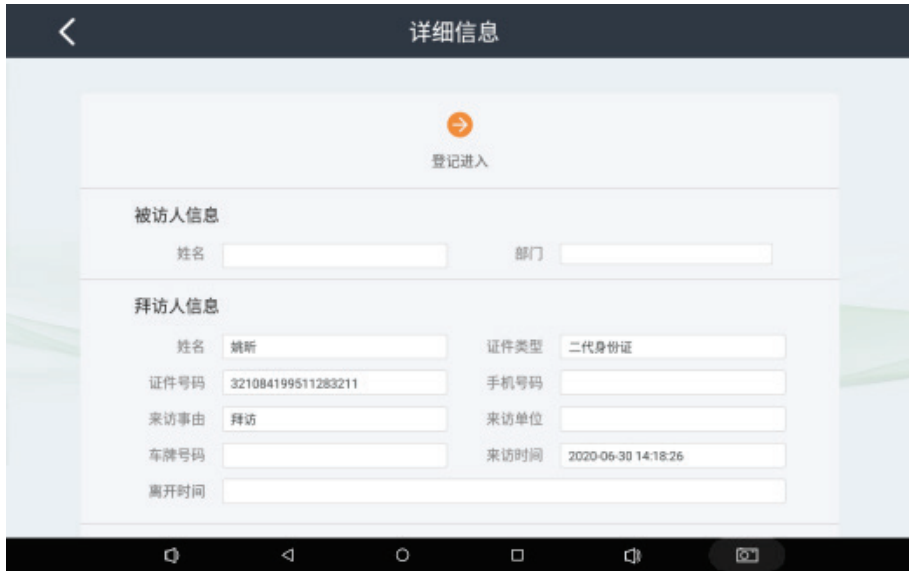 详细信息
登记进入
被访人信息
姓名 部门
拜访人信息
姓名 姚昕 证件类型 二代身份证
证件号码 321084199511283211 手机号码
来访事由 拜访 来访单位
车牌号码 来访时间 2020-06-30 14:18:26
离开时间